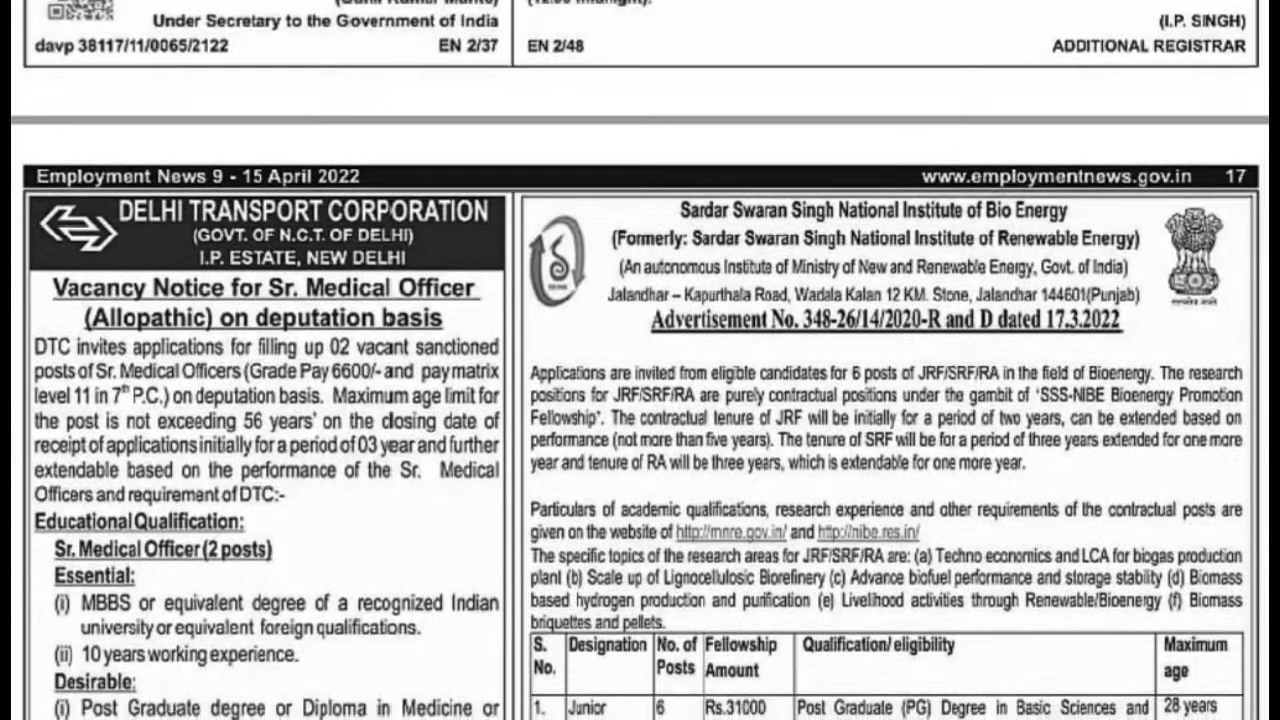 Under Secretary to the Government of India
davp 38117/11/0065/2122 EN 2/37
EN 2/48
(I.P. SINGH)
ADDITIONAL REGISTRAR
Employment News 9 - 15 April 2022 www.employmentnews.gov.in 17
DELHI TRANSPORT CORPORATION
(GOVT. OF N.C.T. OF DELHI)
I.P. ESTATE, NEW DELHI
Vacancy Notice for Sr. Medical Officer
(Allopathic) on deputation basis
DTC invites applications for filling up 02 vacant sanctioned
posts of Sr. Medical Officers (Grade Pay 6600/- and pay matrix
level 11 in 7th P.C.) on deputation basis. Maximum age limit for
the post is not exceeding 56 years' on the closing date of
receipt of applications initially for a period of 03 year and further
extendable based on the performance of the Sr. Medical
Officers and requirement of DTC:-
Educational Qualification:
Sr. Medical Officer (2 posts)
Essential:
(i) MBBS or equivalent degree of a recognized Indian
university or equivalent foreign qualifications.
(ii) 10 years working experience.
Desirable:
(i) Post Graduate degree or Diploma in Medicine or
Sardar Swaran Singh National Institute of Bio Energy
(Formerly: Sardar Swaran Singh National Institute of Renewable Energy)
(An autonomous Institute of Ministry of New and Renewable Energy, Govt. of India)
Jalandhar – Kapurthala Road, Wadala Kalan 12 KM. Stone, Jalandhar 144601(Punjab)
Advertisement No. 348-26/14/2020-R and D dated 17.3.2022
Applications are invited from eligible candidates for 6 posts of JRF/SRF/RA in the field of Bioenergy. The research
positions for JRF/SRF/RA are purely contractual positions under the gambit of 'SSS-NIBE Bioenergy Promotion
Fellowship'. The contractual tenure of JRF will be initially for a period of two years, can be extended based on
performance (not more than five years). The tenure of SRF will be for a period of three years extended for one more
year and tenure of RA will be three years, which is extendable for one more year.
Particulars of academic qualifications, research experience and other requirements of the contractual posts are
given on the website of http://mnre.gov.in/ and http://nibe.res.in/
The specific topics of the research areas for JRF/SRF/RA are: (a) Techno economics and LCA for biogas production
plant (b) Scale up of Lignocellulosic Biorefinery (c) Advance biofuel performance and storage stability (d) Biomass
based hydrogen production and purification (e) Livelihood activities through Renewable/Bioenergy (f) Biomass
briquettes and pellets.
S. No. Designation No. of Posts Fellowship Amount Qualification/ eligibility Maximum age
1. Junior 6 Rs.31000 Post Graduate (PG) Degree in Basic Sciences and 28 years